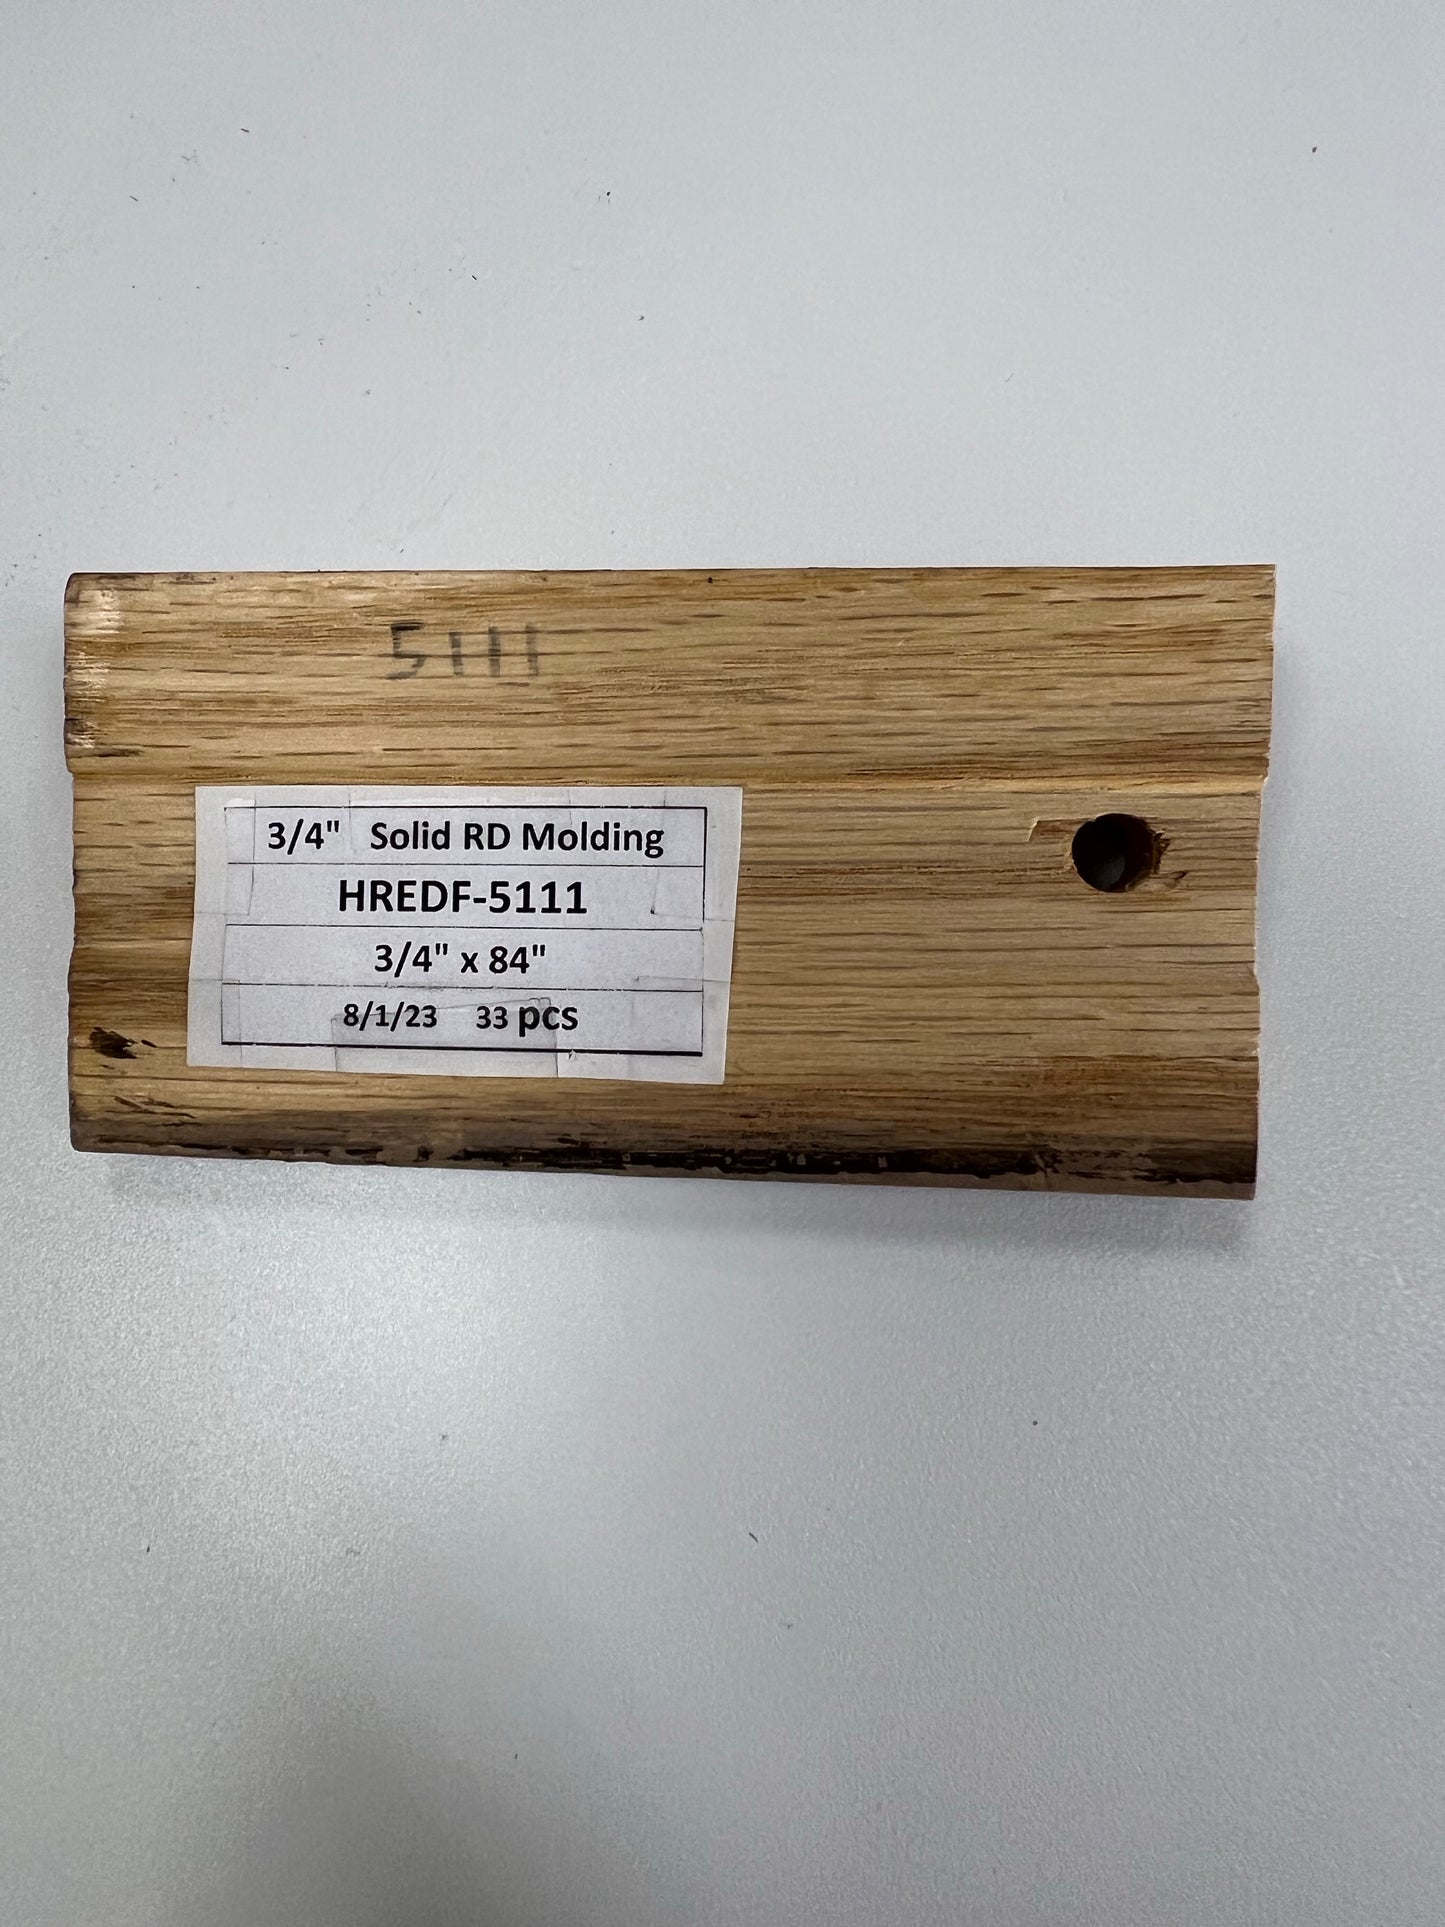 5111
3/4" Solid RD Molding
HREDF-5111
3/4" x 84"
8/1/23 33 pcs